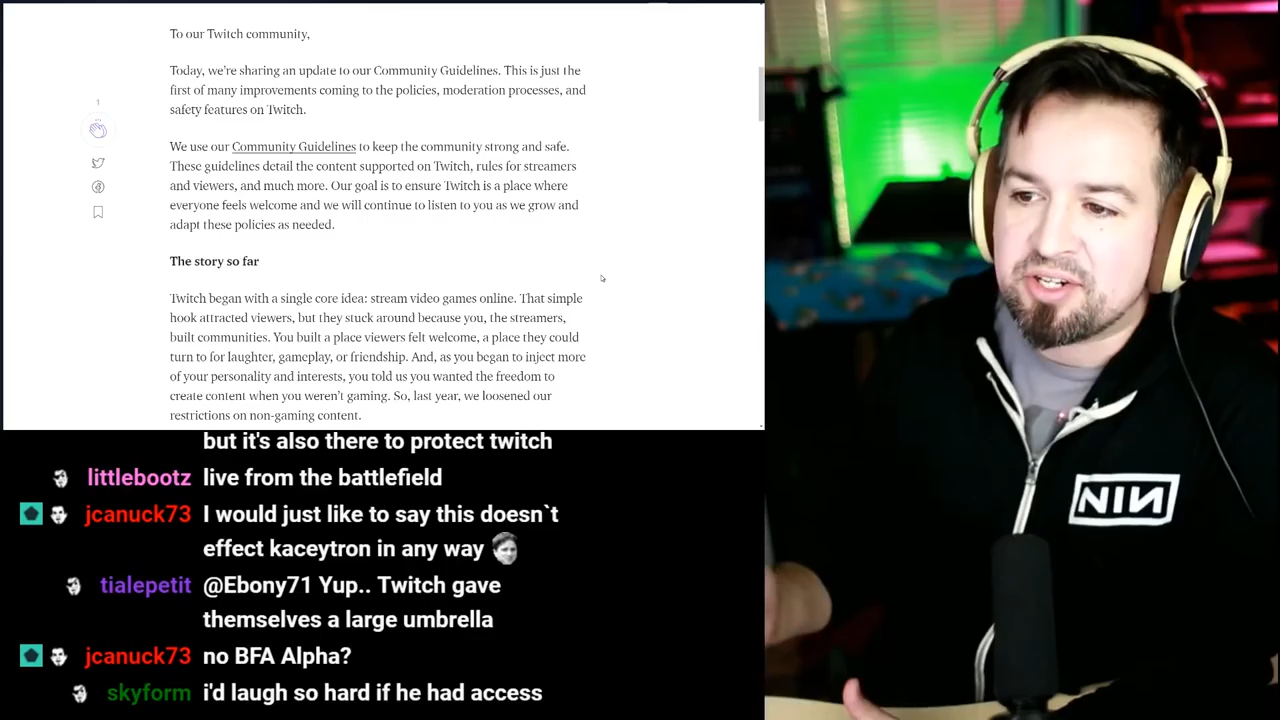 To our Twitch community,
Today, we're sharing an update to our Community Guidelines. This is just the
first of many improvements coming to the policies, moderation processes, and
safety features on Twitch.
1
We use our Community Guidelines to keep the community strong and safe.
These guidelines detail the content supported on Twitch, rules for streamers
and viewers, and much more. Our goal is to ensure Twitch is a place where
everyone feels welcome and we will continue to listen to you as we grow and
adapt these policies as needed.
The story so far
Twitch began with a single core idea: stream video games online. That simple
hook attracted viewers, but they stuck around because you, the streamers,
built communities. You built a place viewers felt welcome, a place they could
turn to for laughter, gameplay, or friendship. And, as you began to inject more
of your personality and interests, you told us you wanted the freedom to
create content when you weren't gaming. So, last year, we loosened our
restrictions on non-gaming content.
but it's also there to protect twitch
littlebootz live from the battlefield
jcanuck73 I would just like to say this doesn`t
effect kaceytron in any way
tialepetit @Ebony71 Yup.. Twitch gave
themselves a large umbrella
jcanuck73 no BFA Alpha?
skyform i'd laugh so hard if he had access
NIИ